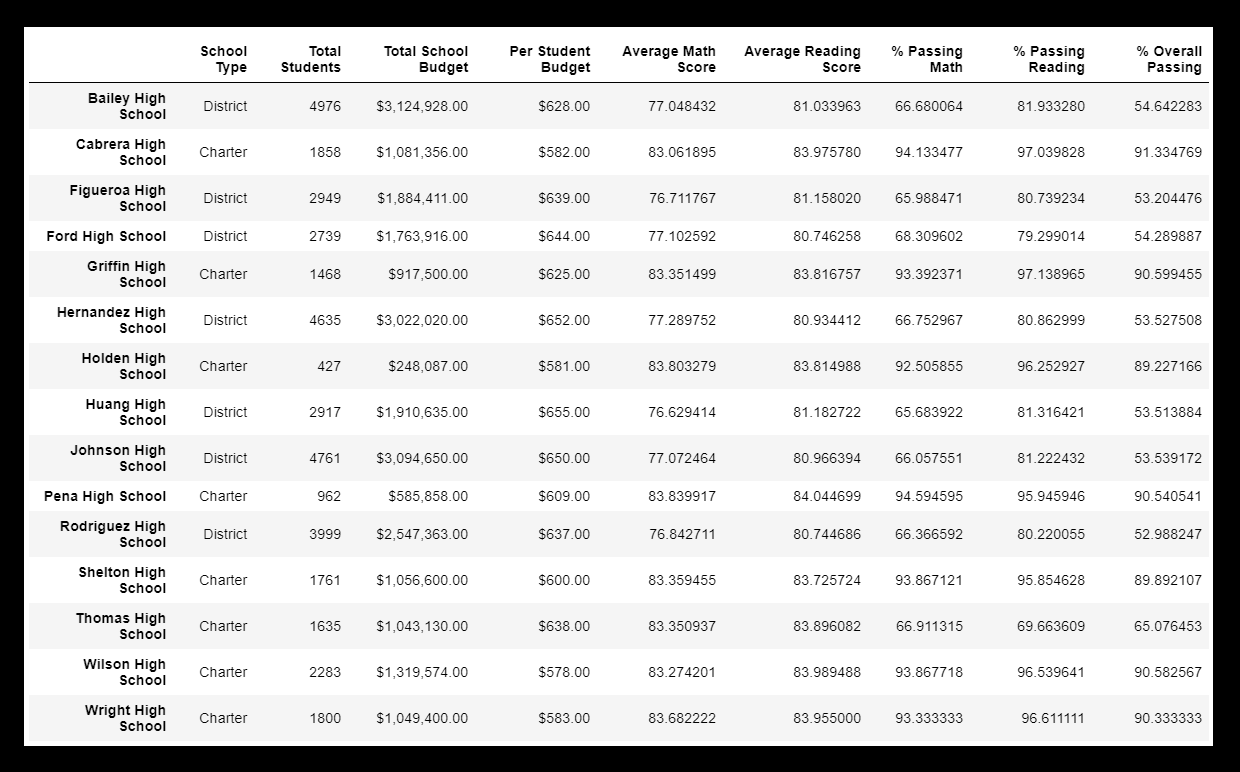 School Type Total Students Total School Budget Per Student Budget Average Math Score Average Reading Score % Passing Math % Passing Reading % Overall Passing
Bailey High School District 4976 $3,124,928.00 $628.00 77.048432 81.033963 66.680064 81.933280 54.642283
Cabrera High School Charter 1858 $1,081,356.00 $582.00 83.061895 83.975780 94.133477 97.039828 91.334769
Figueroa High School District 2949 $1,884,411.00 $639.00 76.711767 81.158020 65.988471 80.739234 53.204476
Ford High School District 2739 $1,763,916.00 $644.00 77.102592 80.746258 68.309602 79.299014 54.289887
Griffin High School Charter 1468 $917,500.00 $625.00 83.351499 83.816757 93.392371 97.138965 90.599455
Hernandez High School District 4635 $3,022,020.00 $652.00 77.289752 80.934412 66.752967 80.862999 53.527508
Holden High School Charter 427 $248,087.00 $581.00 83.803279 83.814988 92.505855 96.252927 89.227166
Huang High School District 2917 $1,910,635.00 $655.00 76.629414 81.182722 65.683922 81.316421 53.513884
Johnson High School District 4761 $3,094,650.00 $650.00 77.072464 80.966394 66.057551 81.222432 53.539172
Pena High School Charter 962 $585,858.00 $609.00 83.839917 84.044699 94.594595 95.945946 90.540541
Rodriguez High School District 3999 $2,547,363.00 $637.00 76.842711 80.744686 66.366592 80.220055 52.988247
Shelton High School Charter 1761 $1,056,600.00 $600.00 83.359455 83.725724 93.867121 95.854628 89.892107
Thomas High School Charter 1635 $1,043,130.00 $638.00 83.350937 83.896082 66.911315 69.663609 65.076453
Wilson High School Charter 2283 $1,319,574.00 $578.00 83.274201 83.989488 93.867718 96.539641 90.582567
Wright High School Charter 1800 $1,049,400.00 $583.00 83.682222 83.955000 93.333333 96.611111 90.333333